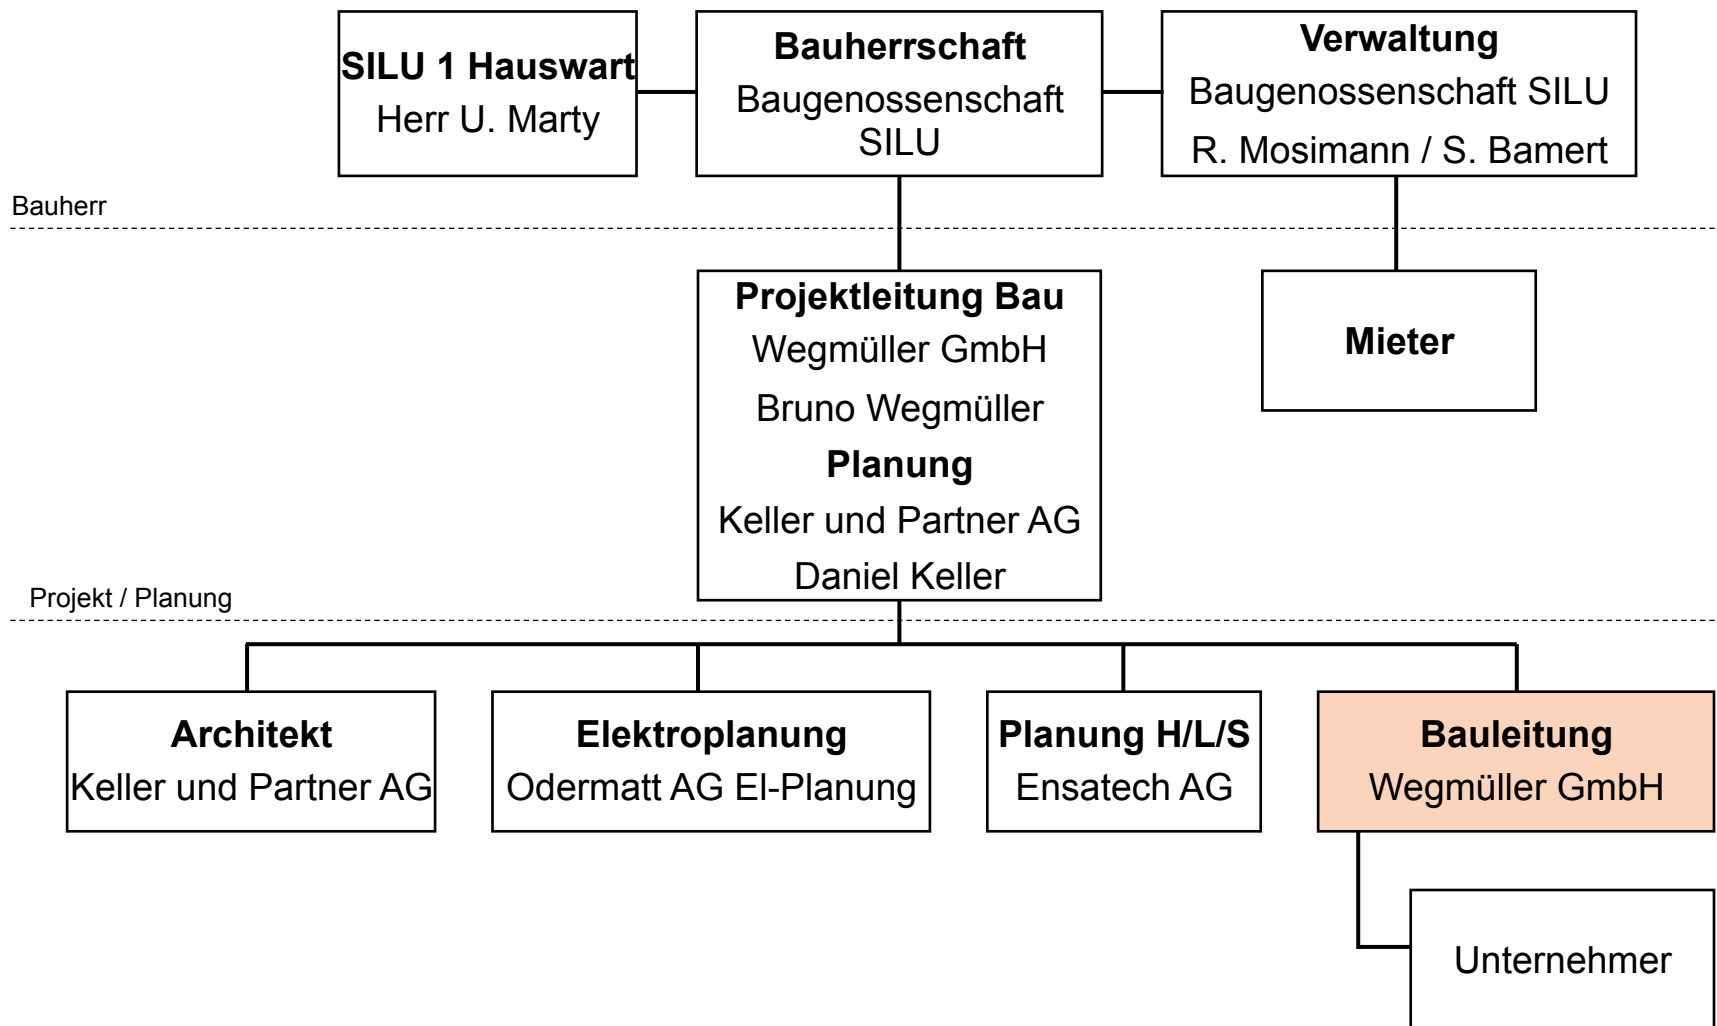 SILU 1 Hauswart
Herr U. Marty
Bauherrschaft
Baugenossenschaft
SILU
Verwaltung
Baugenossenschaft SILU
R. Mosimann / S. Bamert
Bauherr
Projektleitung Bau
Wegmüller GmbH
Bruno Wegmüller
Planung
Keller und Partner AG
Daniel Keller
Mieter
Projekt / Planung
Architekt
Keller und Partner AG
Elektroplanung
Odermatt AG El-Planung
Planung H/L/S
Ensatech AG
Bauleitung
Wegmüller GmbH
Unternehmer